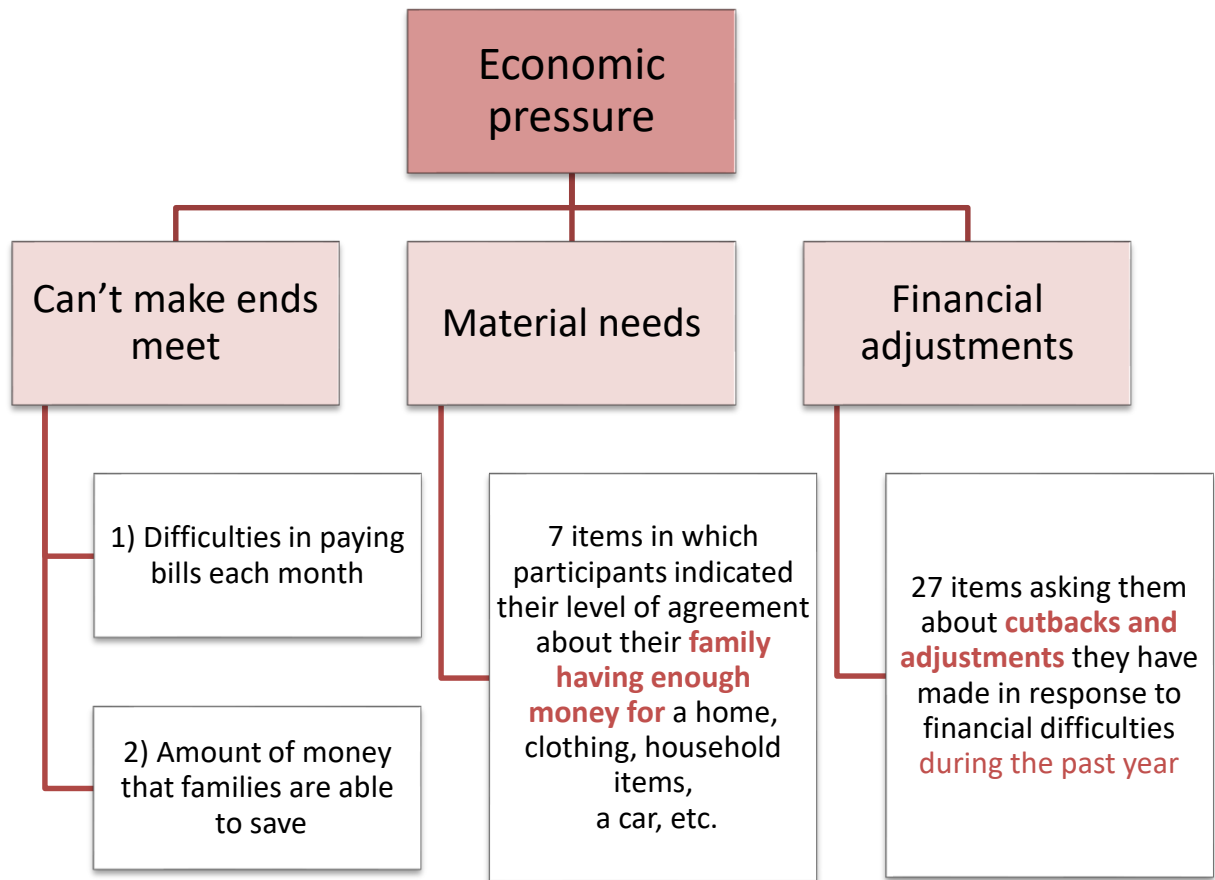 Economic
pressure
Can’t make ends
meet
1) Difficulties in paying
bills each month
2) Amount of money
that families are able
to save
Material needs
7 items in which
participants indicated
their level of agreement
about their family
having enough
money for a home,
clothing, household
items,
a car, etc.
Financial
adjustments
27 items asking them
about cutbacks and
adjustments they have
made in response to
financial difficulties
during the past year